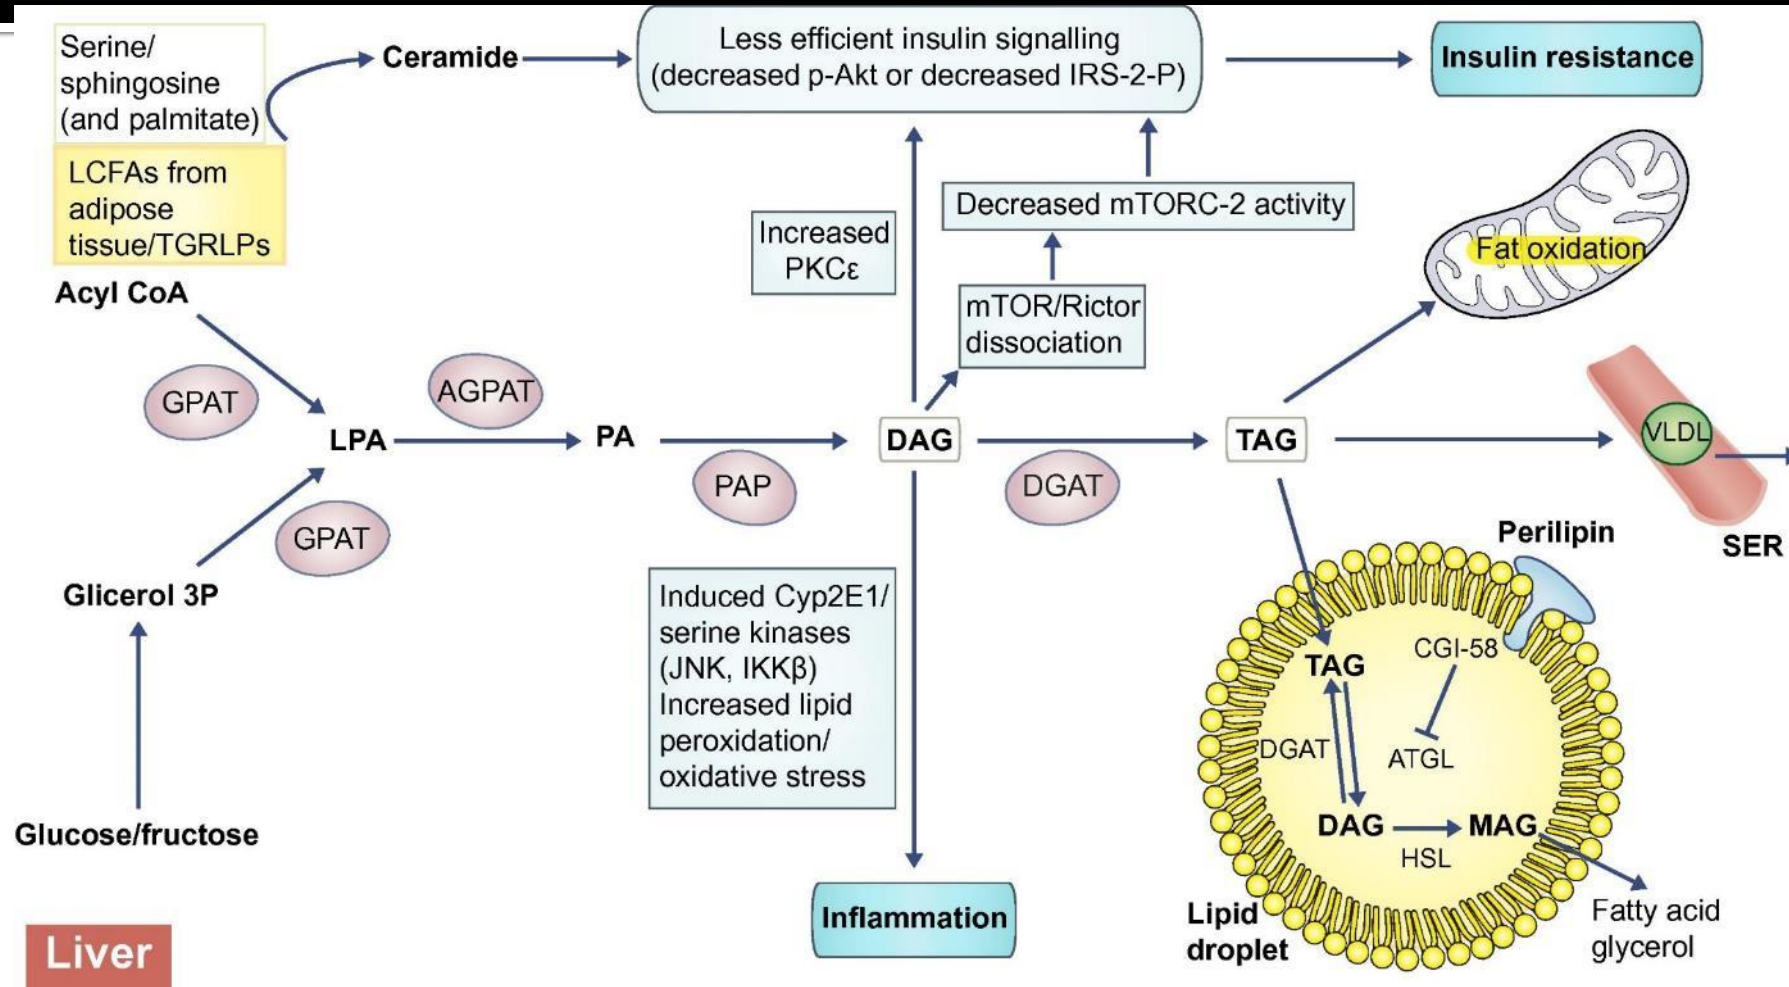 Serine/
sphingosine
(and palmitate)
Ceramide
Less efficient insulin signalling
(decreased p-Akt or decreased IRS-2-P)
Insulin resistance
LCFAs from
adipose
tissue/TGRLPs
Acyl CoA
Increased
PKCε
Decreased mTORC-2 activity
mTOR/Rictor
dissociation
Fat oxidation
GPAT
AGPAT
LPA
PA
DAG
TAG
VLDL
PAP
DGAT
GPAT
SER
Glicerol 3P
Glucose/fructose
Induced Cyp2E1/
serine kinases
(JNK, IKKβ)
Increased lipid
peroxidation/
oxidative stress
Inflammation
Perilipin
CGI-58
TAG
DGAT
ATGL
DAG
MAG
HSL
Lipid
droplet
Fatty acid
glycerol
Liver